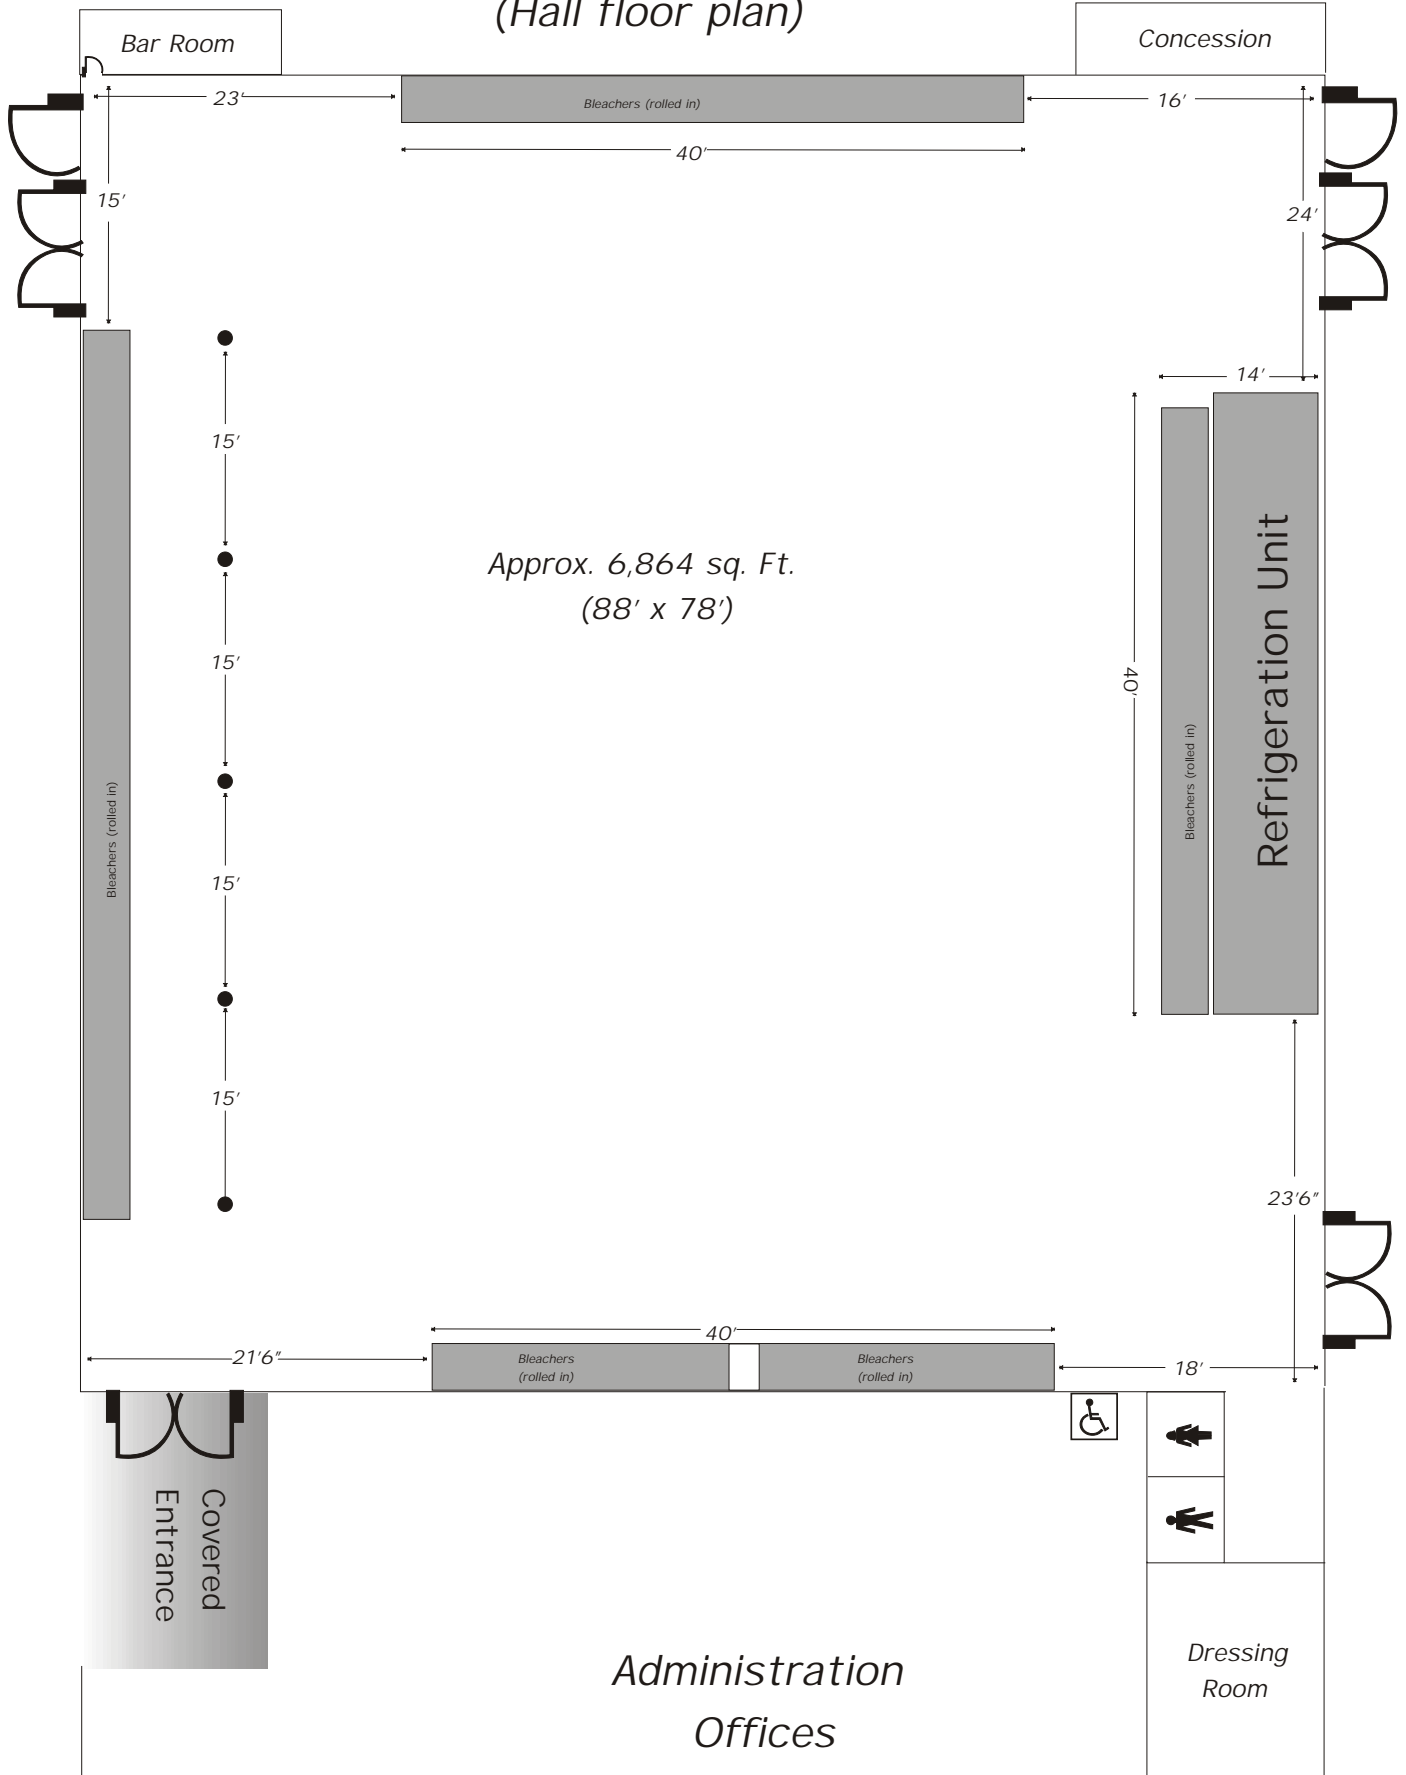 (Hall floor plan)
Bar Room
Concession
23'
Bleachers (rolled in)
16'
40'
15'
24'
14'
15'
Approx. 6,864 sq. Ft.
(88' x 78')
15'
40'
Refrigeration Unit
Bleachers (rolled in)
Bleachers (rolled in)
15'
15'
23'6"
40'
21'6"
Bleachers
(rolled in)
Bleachers
(rolled in)
18'
Covered
Entrance
Administration
Offices
Dressing
Room